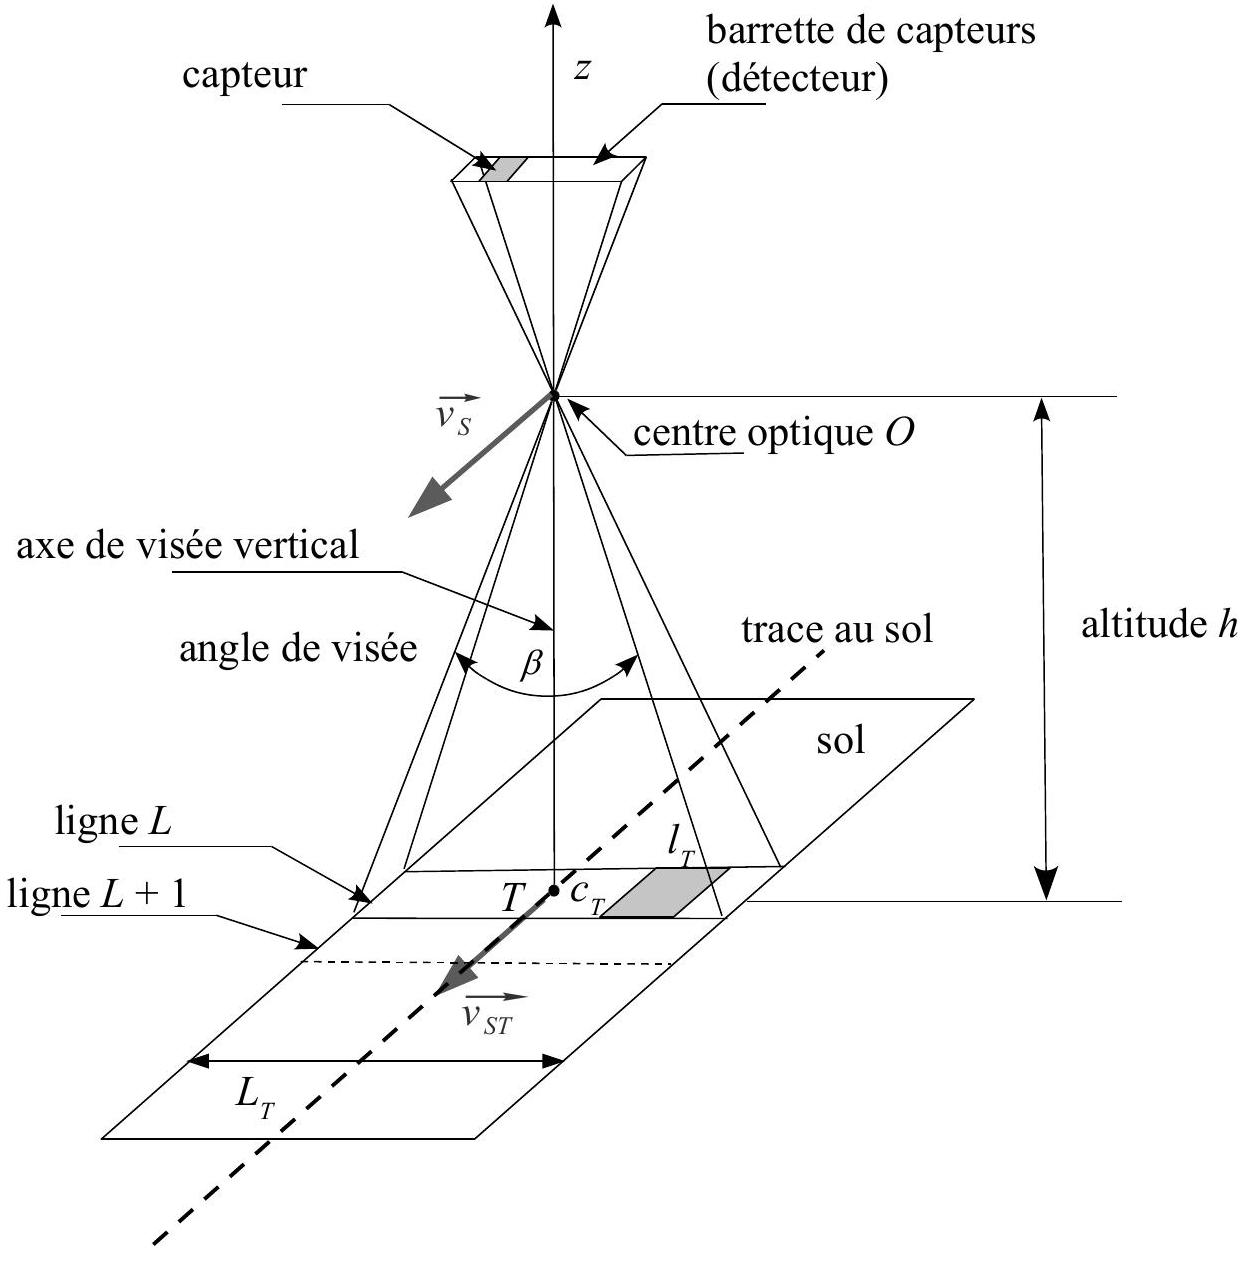 barrette de capteurs
(détecteur)
z
capteur
v_S
centre optique O
axe de visée vertical
angle de visée
β
trace au sol
altitude h
sol
ligne L
l_T
ligne L + 1
T
c_T
v_ST
L_T